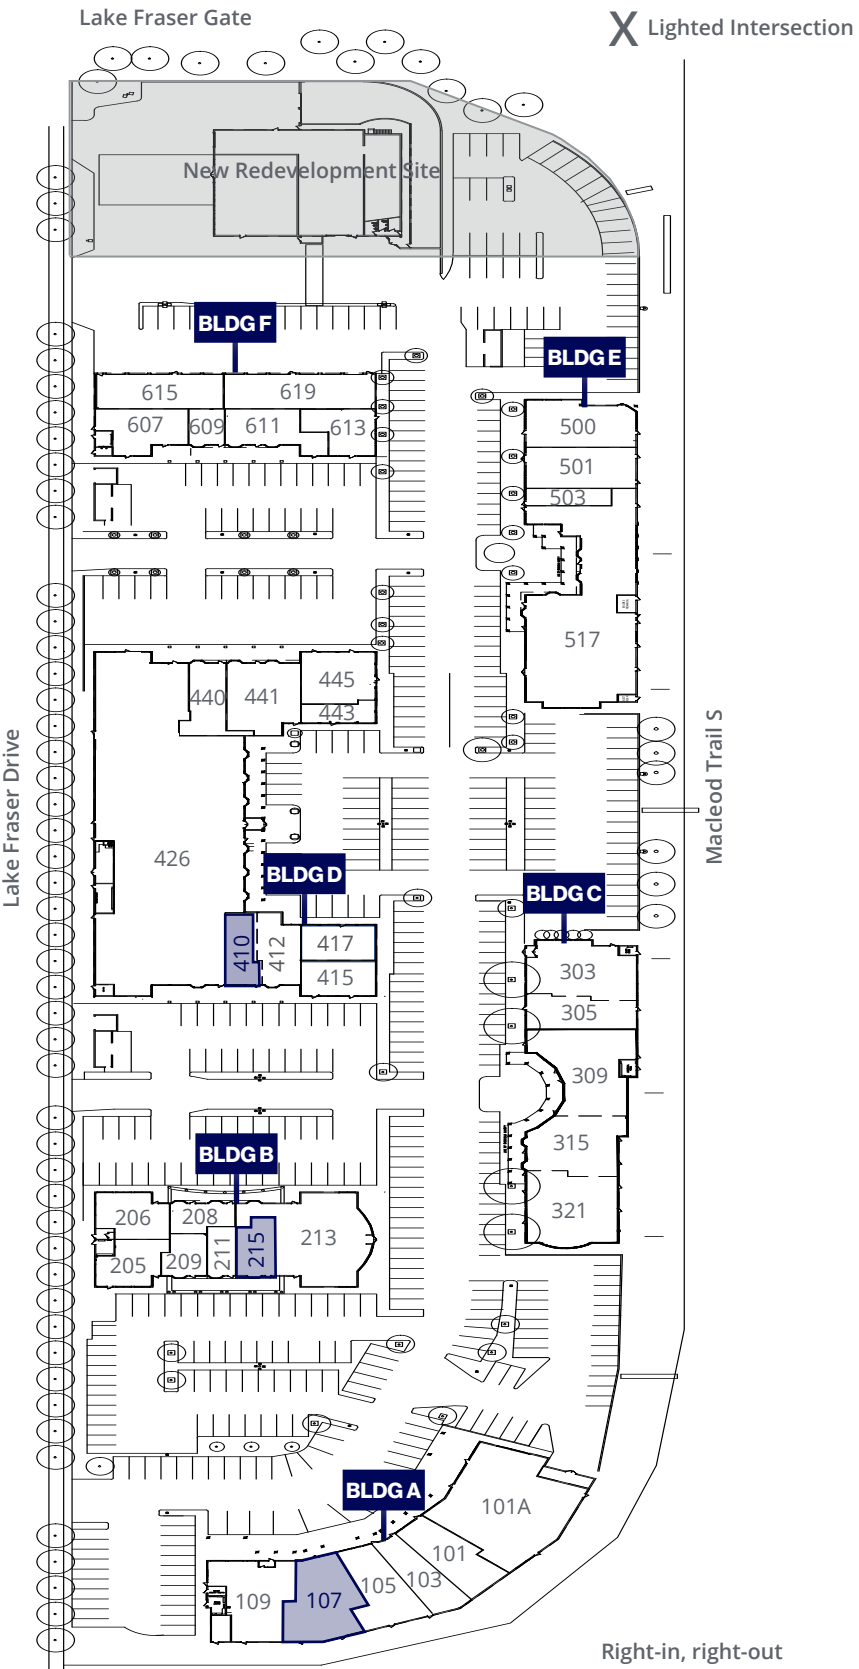 Lake Fraser Gate
X Lighted Intersection
New Redevelopment Site
BLDG F
BLDG E
615
619
607
609
611
613
500
501
503
517
445
440
441
443
Lake Fraser Drive
Macleod Trail S
426
BLDG D
BLDG C
410
412
417
415
303
305
309
315
321
BLDG B
206
208
213
205
209
211
215
BLDG A
101A
101
103
105
107
109
Right-in, right-out